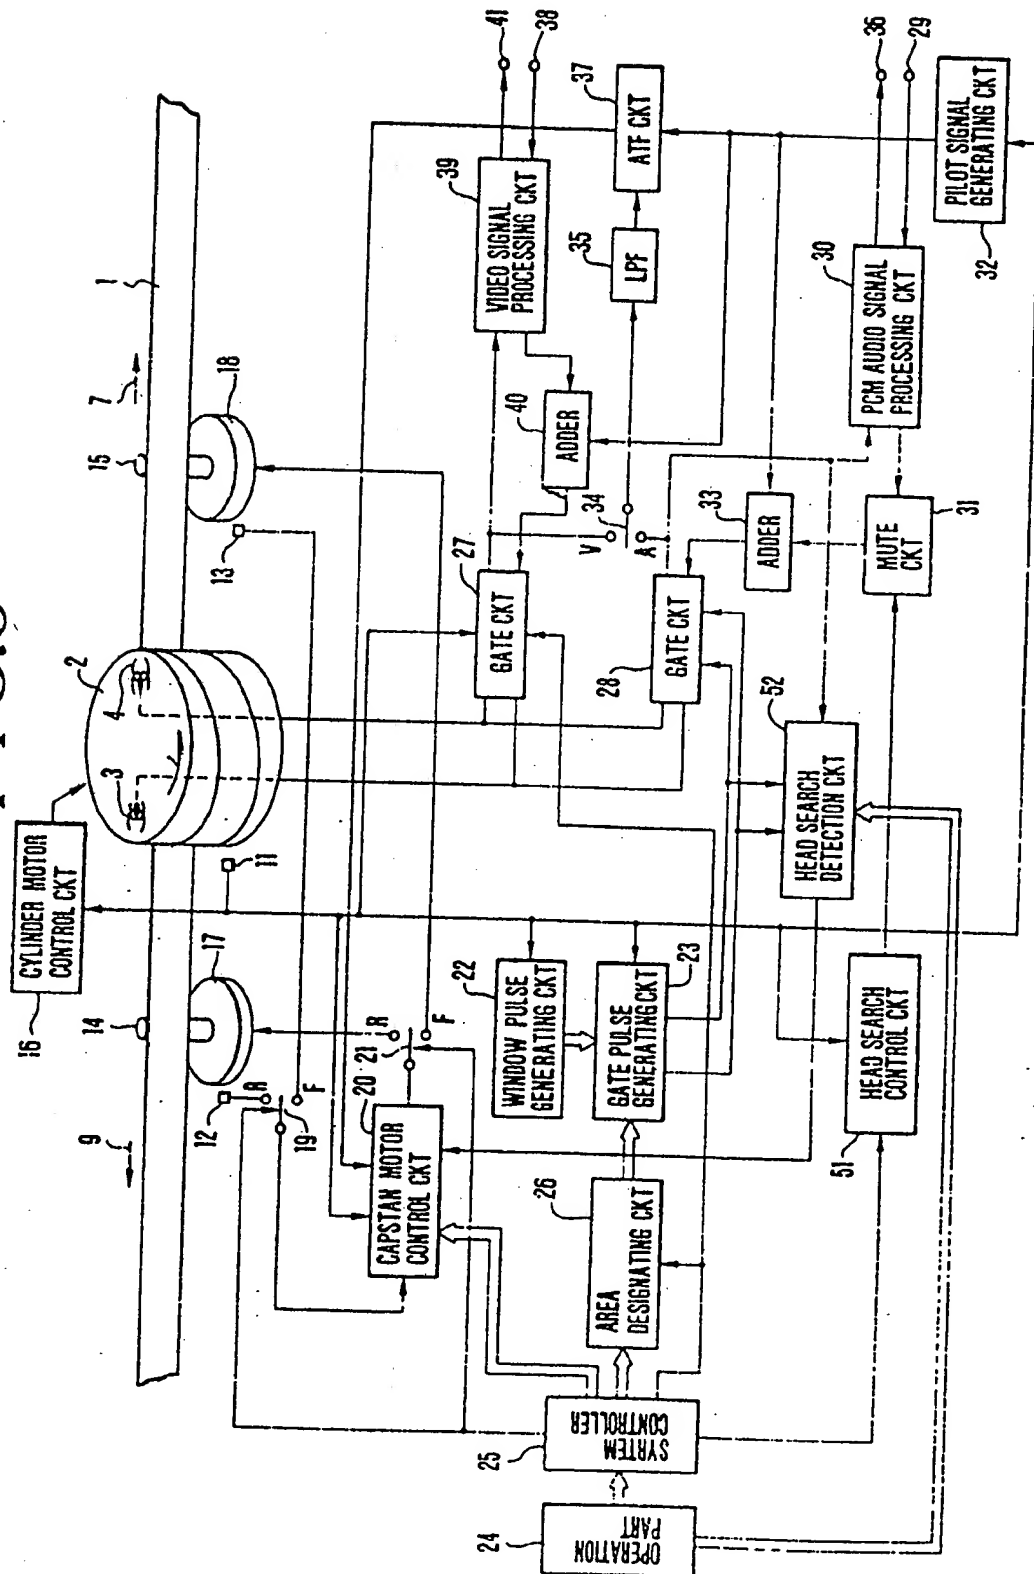 16
CYLINDER MOTOR
CONTROL CKT
9
14
17
12
R
F
19
11
2
3
4
13
15
18
7
1
20
CAPSTAN MOTOR
CONTROL CKT
21
R
F
22
WINDOW PULSE
GENERATING CKT
GATE PULSE
GENERATING CKT
23
24
OPERATION
PART
25
SYRTEM
CONTROLLER
26
AREA
DESIGNATING CKT
27
GATE CKT
28
GATE CKT
V
A
34
40
ADDER
39
VIDEO SIGNAL
PROCESSING CKT
41
38
35
LPF
37
ATF CKT
33
ADDER
MUTE
CKT
31
30
PCM AUDIO SIGNAL
PROCESSING CKT
36
29
PILOT SIGNAL
GENERATING CKT
32
52
HEAD SEARCH
DETECTION CKT
HEAD SEARCH
CONTROL CKT
51